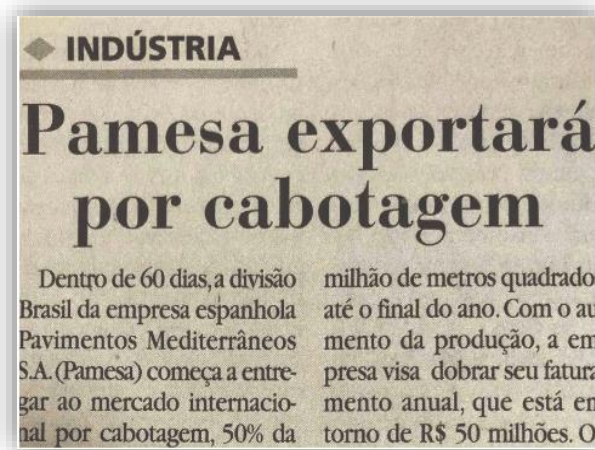 INDÚSTRIA
Pamesa exportará
por cabotagem
Dentro de 60 dias, a divisão
Brasil da empresa espanhola
Pavimentos Mediterrâneos
S.A. (Pamesa) começa a entre-
gar ao mercado internacio-
nal por cabotagem, 50% da
milhão de metros quadrado
até o final do ano. Com o au
mento da produção, a em
presa visa dobrar seu fatura
mento anual, que está en
torno de R$ 50 milhões. O